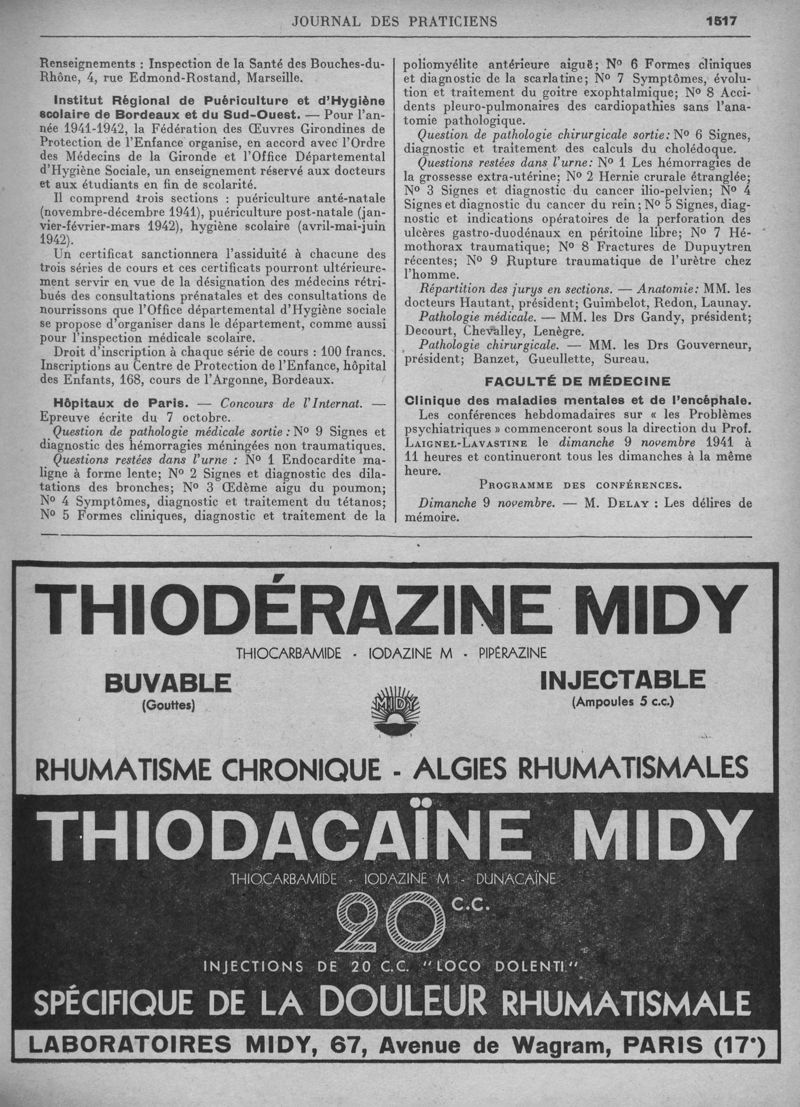 JOURNAL DES PRATICIENS
1517
Renseignements : Inspection de la Santé des Bouches-du-
Rhône, 4, rue Edmond-Rostand, Marseille.
Institut Régional de Puériculture et d'Hygiène
scolaire de Bordeaux et du Sud-Ouest. — Pour l'an-
née 1941-1942, la Fédération des Œuvres Girondines de
Protection de l'Enfance organise, en accord avec l'Ordre
des Médecins de la Gironde et l'Office Départemental
d'Hygiène Sociale, un enseignement réservé aux docteurs
et aux étudiants en fin de scolarité.
Il comprend trois sections : puériculture anté-natale
(novembre-décembre 1941), puériculture post-natale (jan-
vier-février-mars 1942), hygiène scolaire (avril-mai-juin
1942).
Un certificat sanctionnera l'assiduité à chacune des
trois séries de cours et ces certificats pourront ultérieure-
ment servir en vue de la désignation des médecins rétri-
bués des consultations prénatales et des consultations de
nourrissons que l'Office départemental d'Hygiène sociale
se propose d'organiser dans le département, comme aussi
pour l'inspection médicale scolaire.
Droit d'inscription à chaque série de cours : 100 francs.
Inscriptions au Centre de Protection de l'Enfance, hôpital
des Enfants, 168, cours de l'Argonne, Bordeaux.
Hôpitaux de Paris. — Concours de l'Internat. —
Epreuve écrite du 7 octobre.
Question de pathologie médicale sortie : N° 9 Signes et
diagnostic des hémorragies méningées non traumatiques.
Questions restées dans l'urne : N° 1 Endocardite ma-
ligne à forme lente; N° 2 Signes et diagnostic des dila-
tations des bronches; N° 3 Œdème aigu du poumon;
N° 4 Symptômes, diagnostic et traitement du tétanos;
N° 5 Formes cliniques, diagnostic et traitement de la
poliomyélite antérieure aiguë; N° 6 Formes cliniques
et diagnostic de la scarlatine; N° 7 Symptômes, évolu-
tion et traitement du goitre exophtalmique; N° 8 Acci-
dents pleuro-pulmonaires des cardiopathies sans l'ana-
tomie pathologique.
Question de pathologie chirurgicale sortie: N° 6 Signes,
diagnostic et traitement des calculs du cholédoque.
Questions restées dans l'urne: N° 1 Les hémorragies de
la grossesse extra-utérine; N° 2 Hernie crurale étranglée;
N° 3 Signes et diagnostic du cancer ilio-pelvien; N° 4
Signes et diagnostic du cancer du rein; N° 5 Signes, diag-
nostic et indications opératoires de la perforation des
ulcères gastro-duodénaux en péritoine libre; N° 7 Hé-
mothorax traumatique; N° 8 Fractures de Dupuytren
récentes; N° 9 Rupture traumatique de l'urètre chez
l'homme.
Répartition des jurys en sections. — Anatomie: MM. les
docteurs Hautant, président; Guimbelot, Redon, Launay.
Pathologie médicale. — MM. les Drs Gandy, président;
Decourt, Chevalley, Lenègre.
Pathologie chirurgicale. — MM. les Drs Gouverneur,
président; Banzet, Gueullette, Sureau.
FACULTÉ DE MÉDECINE
Clinique des maladies mentales et de l'encéphale.
Les conférences hebdomadaires sur « les Problèmes
psychiatriques » commenceront sous la direction du Prof.
LAIGNEL-LAVASTINE le dimanche 9 novembre 1941 à
11 heures et continueront tous les dimanches à la même
heure.
PROGRAMME DES CONFÉRENCES.
Dimanche 9 novembre. — M. DELAY : Les délires de
mémoire.
THIODÉRAZINE MIDY
THIOCARBAMIDE - IODAZINE M - PIPÉRAZINE
BUVABLE
(Gouttes)
MIDY
INJECTABLE
(Ampoules 5 c.c.)
RHUMATISME CHRONIQUE - ALGIES RHUMATISMALES
THIODACAÏNE MIDY
THIOCARBAMIDE - IODAZINE M - DUNACAÏNE
20 C.C.
INJECTIONS DE 20 C.C. "LOCO DOLENTI"
SPÉCIFIQUE DE LA DOULEUR RHUMATISMALE
LABORATOIRES MIDY, 67, Avenue de Wagram, PARIS (17°)